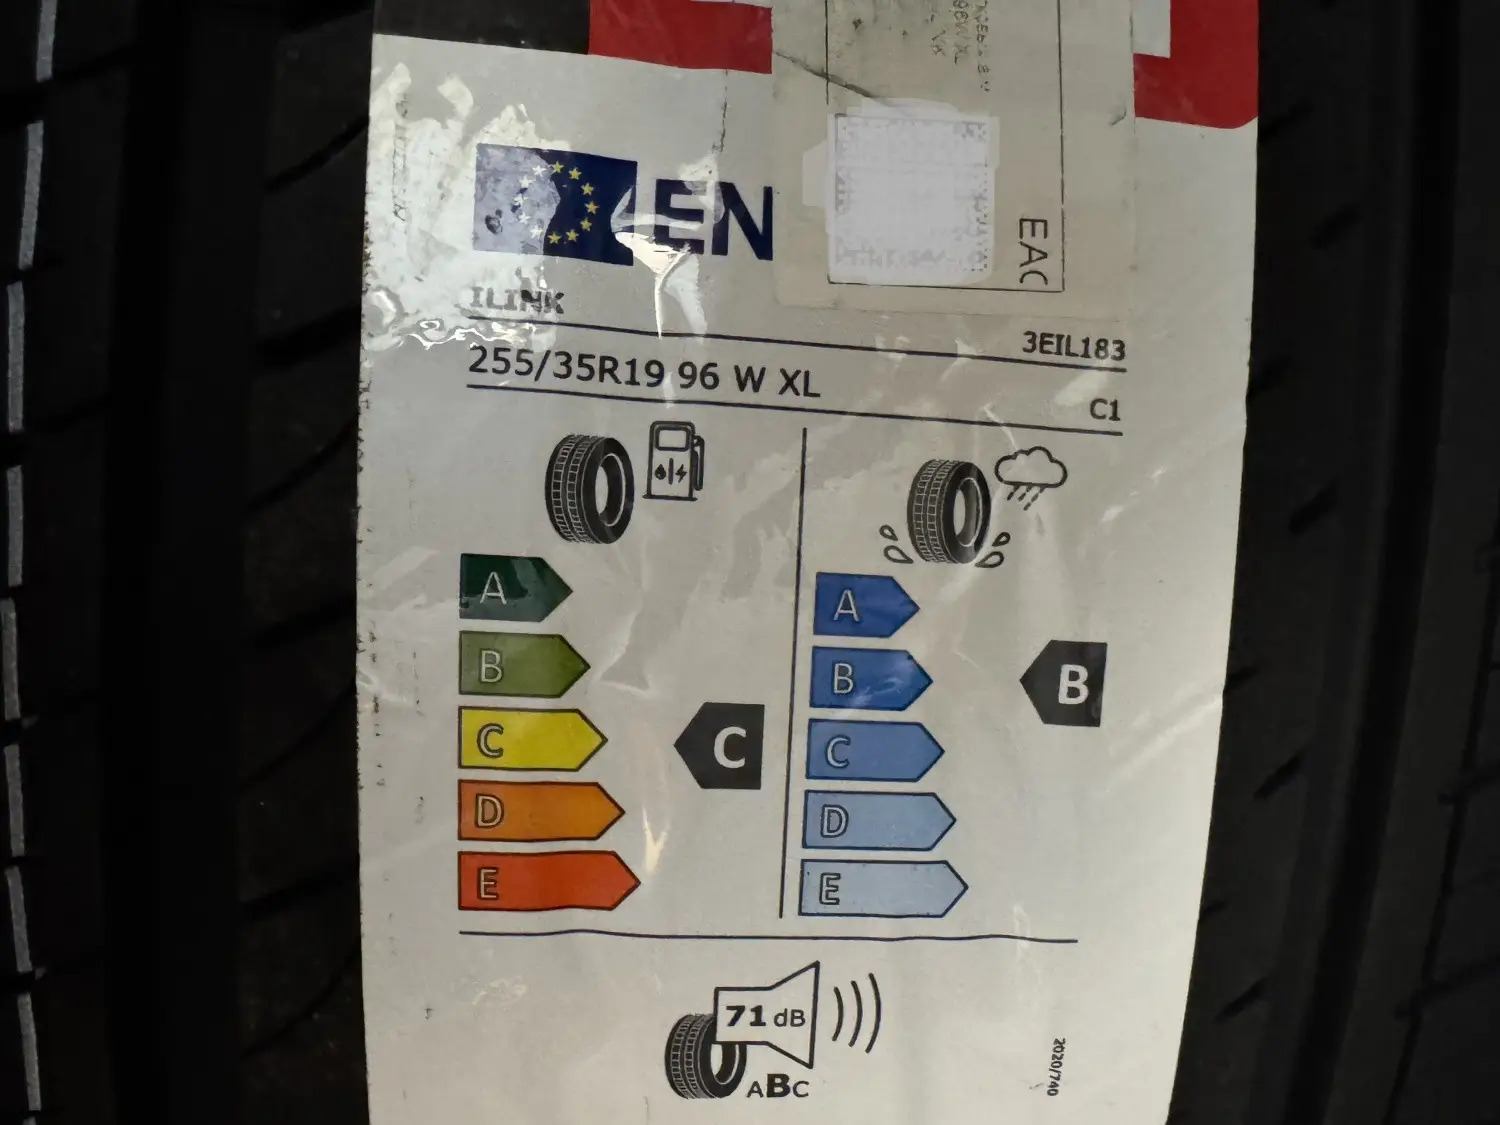 EN
EAC
ILINK
3EIL183
255/35R19 96 W XL
C1
A
B
C
D
E
C
A
B
C
D
E
B
71 dB
ABC
2020/740